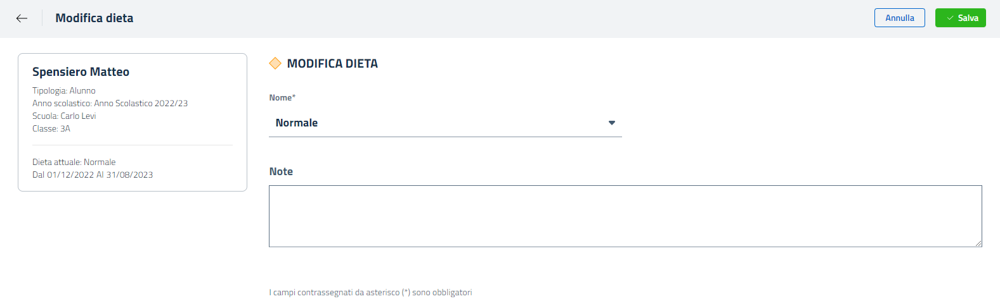 Modifica dieta
Annulla
Salva
Spensiero Matteo
Tipologia: Alunno
Anno scolastico: Anno Scolastico 2022/23
Scuola: Carlo Levi
Classe: 3A
Dieta attuale: Normale
Dal 01/12/2022 Al 31/08/2023
MODIFICA DIETA
Nome*
Normale
Note
I campi contrassegnati da asterisco (*) sono obbligatori